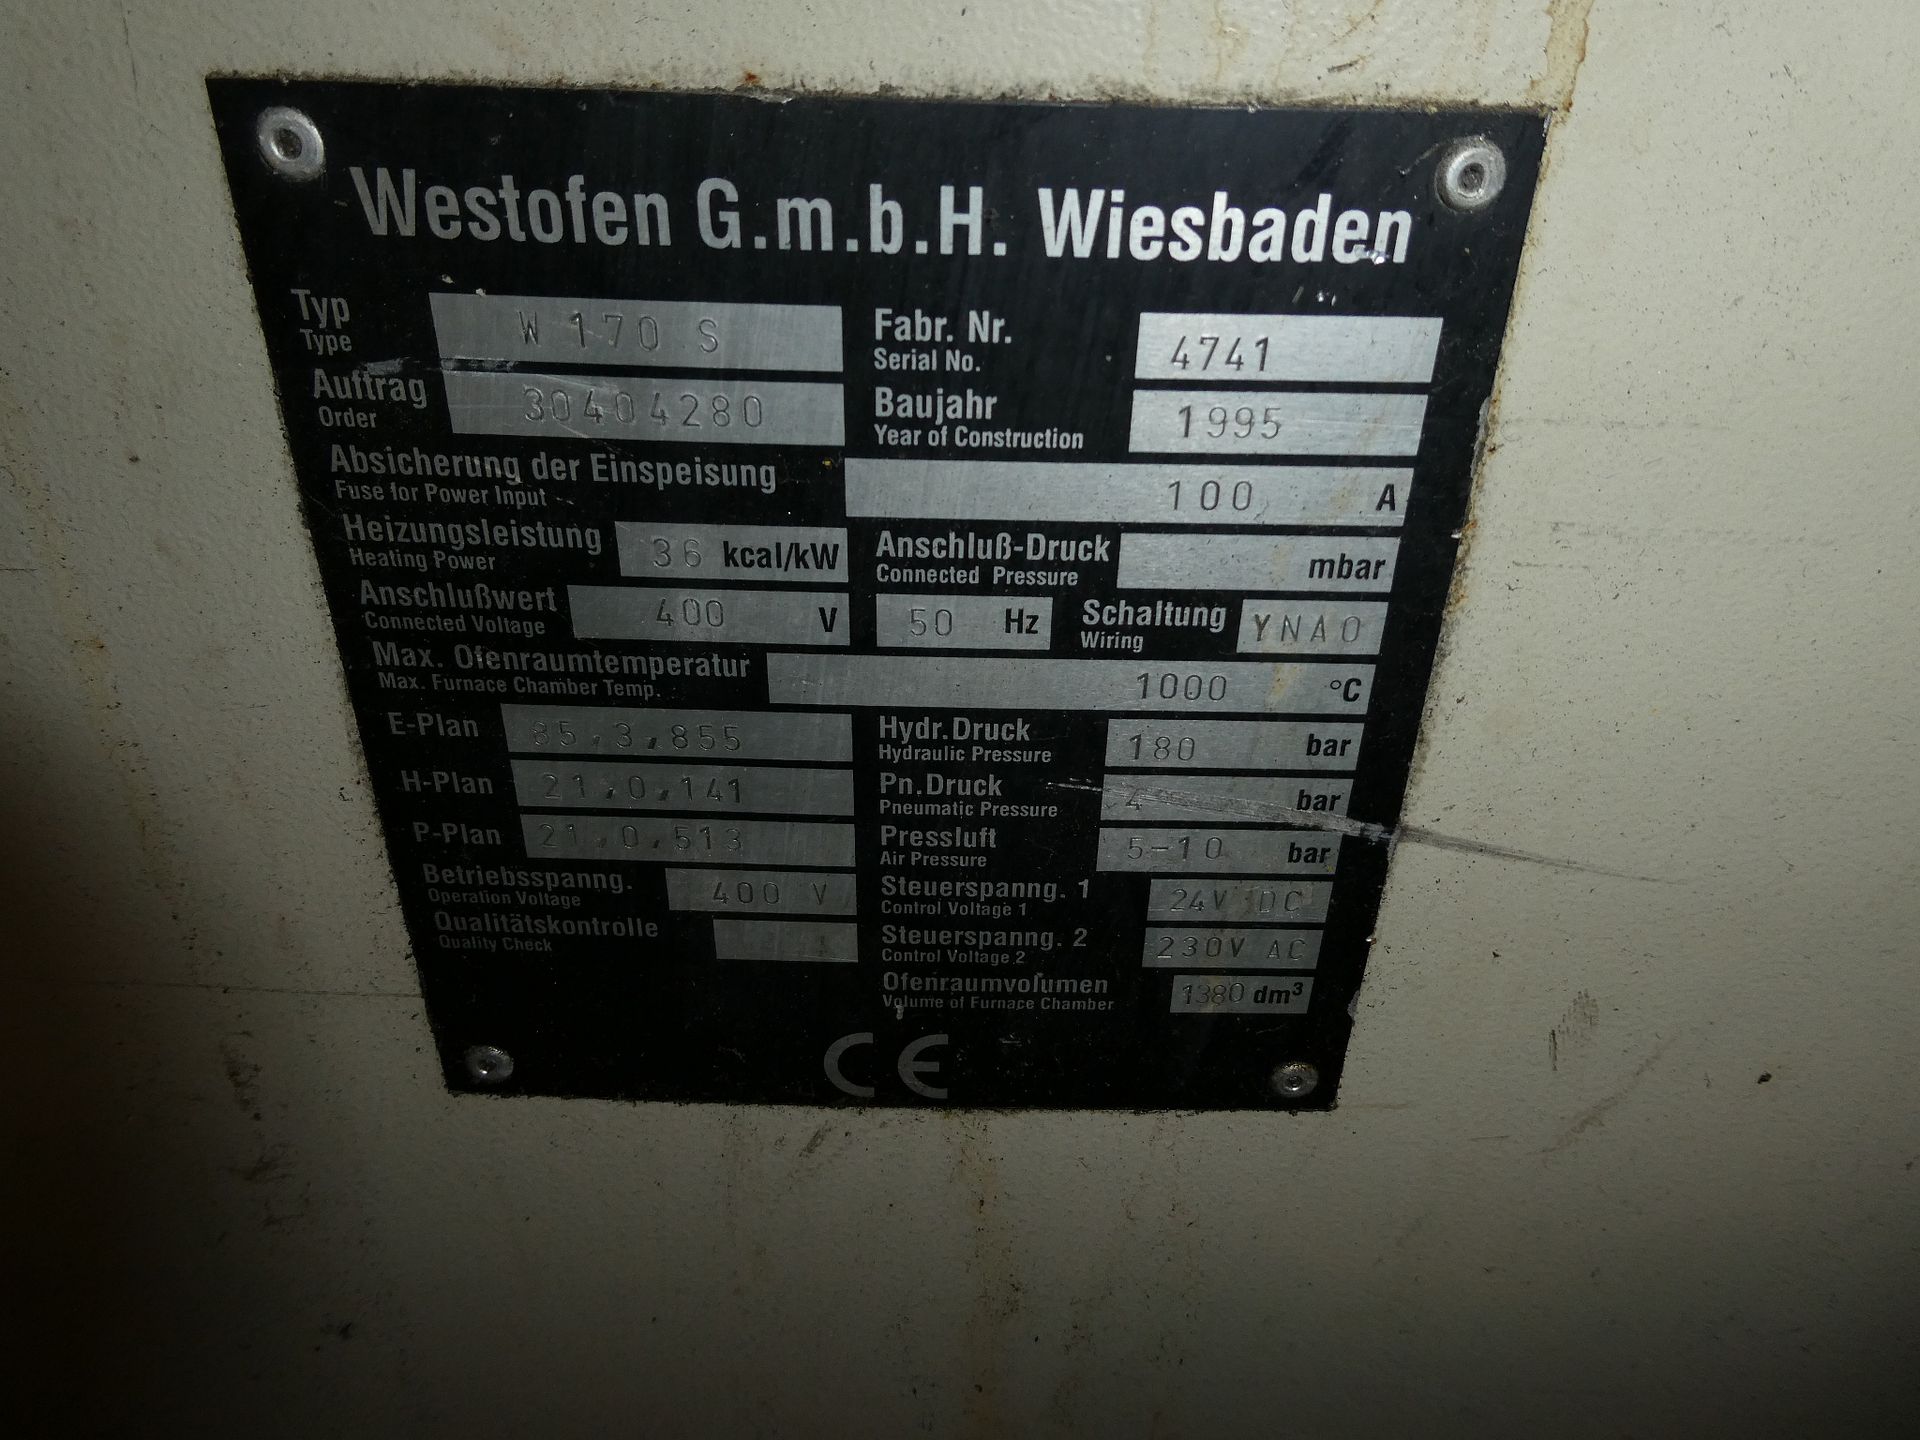 Westofen G.m.b.H. Wiesbaden
Typ W 170 S Fabr. Nr. 4741
Type Serial No.
Auftrag 30404280 Baujahr 1995
Order Year of Construction
Absicherung der Einspeisung 100 A
Fuse for Power Input
Heizungsleistung 36 kcal/kW Anschluß-Druck mbar
Heating Power Connected Pressure
Anschlußwert 400 V 50 Hz Schaltung YNAO
Connected Voltage Wiring
Max. Ofenraumtemperatur 1000 °C
Max. Furnace Chamber Temp.
E-Plan 85,3,855 Hydr.Druck 180 bar
Hydraulic Pressure
H-Plan 21,0,141 Pn.Druck 4 bar
Pneumatic Pressure
P-Plan 21,0,513 Pressluft 5-10 bar
Air Pressure
Betriebsspanng. 400 V Steuerspanng. 1 24V DC
Operation Voltage Control Voltage 1
Qualitätskontrolle Steuerspanng. 2 230V AC
Quality Check Control Voltage 2
Ofenraumvolumen 1380 dm³
Volume of Furnace Chamber
CE